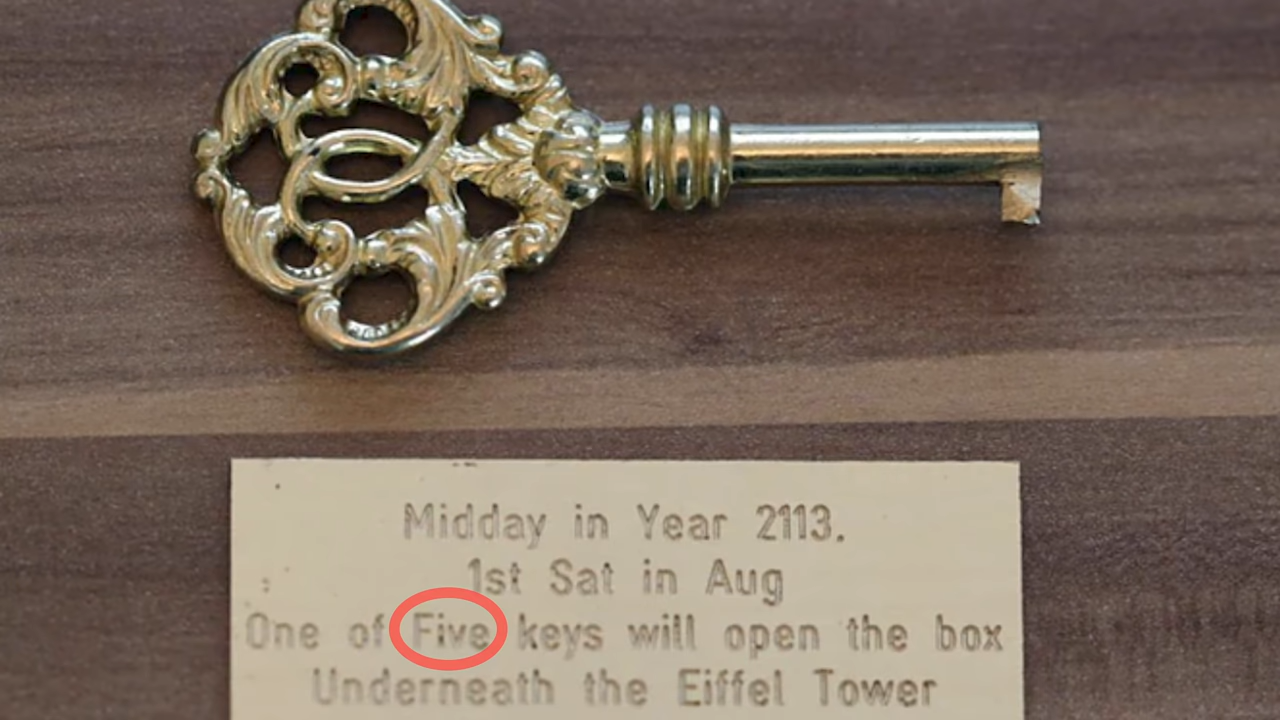 Midday in Year 2113.
1st Sat in Aug
One of Five keys will open the box
Underneath the Eiffel Tower